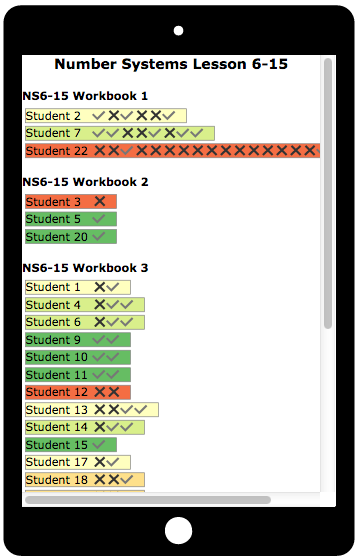 Number Systems Lesson 6-15
NS6-15 Workbook 1
Student 2 ✓✗✓✗✗✓
Student 7 ✓✓✗✗✓✗✓✓
Student 22 ✗✗✓✗✗✗✗✗✗✗✗✗✗✗✗✗✓
NS6-15 Workbook 2
Student 3 ✗
Student 5 ✓
Student 20 ✓
NS6-15 Workbook 3
Student 1 ✗✓
Student 4 ✗✓✓
Student 6 ✗✓✓
Student 9 ✓✓
Student 10 ✓✓
Student 11 ✓✓
Student 12 ✗✗
Student 13 ✗✗✓✓
Student 14 ✗✓✓
Student 15 ✓
Student 17 ✗✓
Student 18 ✗✗✓